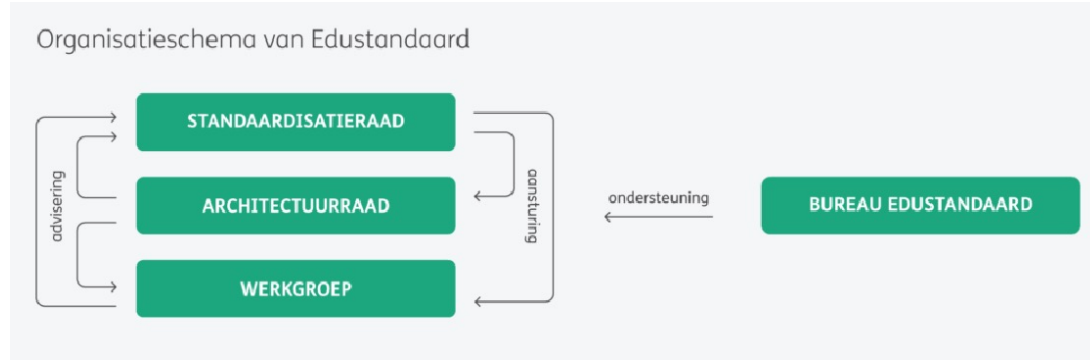 Organisatieschema van Edustandaard
STANDAARDISATIERAAD
advisering
ARCHITECTUURRAAD
aansturing
ondersteuning
BUREAU EDUSTANDAARD
WERKGROEP